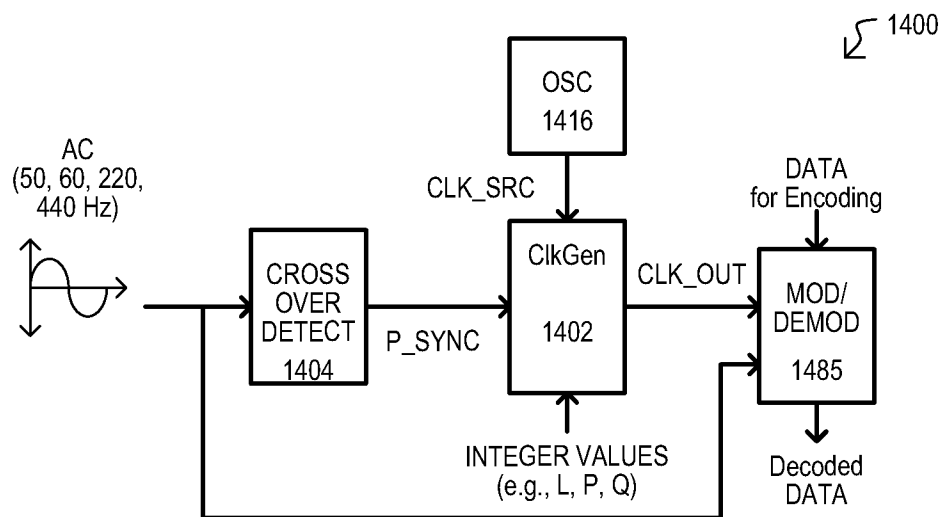 1400
OSC
1416
AC
(50, 60, 220,
440 Hz)
CLK_SRC
DATA
for Encoding
CROSS
OVER
DETECT
1404
P_SYNC
ClkGen
1402
CLK_OUT
MOD/
DEMOD
1485
INTEGER VALUES
(e.g., L, P, Q)
Decoded
DATA